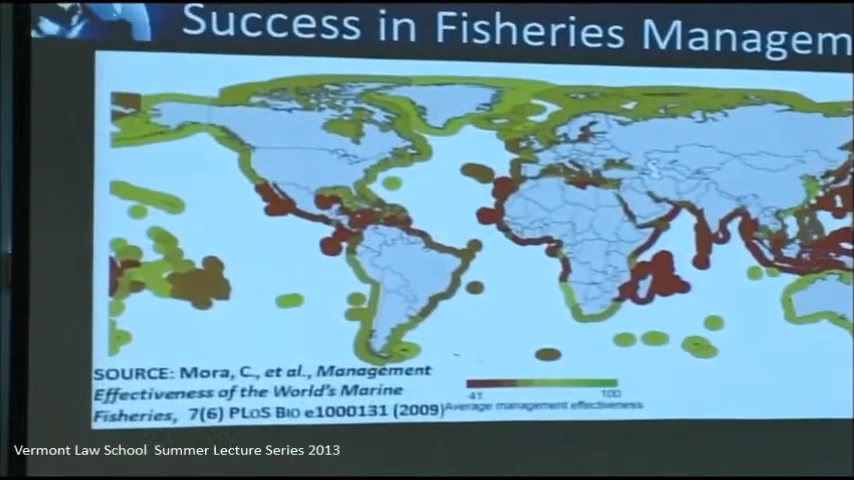 Success in Fisheries Managem
SOURCE: Mora, C., et al., Management
Effectiveness of the World's Marine
Fisheries, 7(6) PLoS Bio e1000131 (2009)
41 100
Average management effectiveness
Vermont Law School Summer Lecture Series 2013